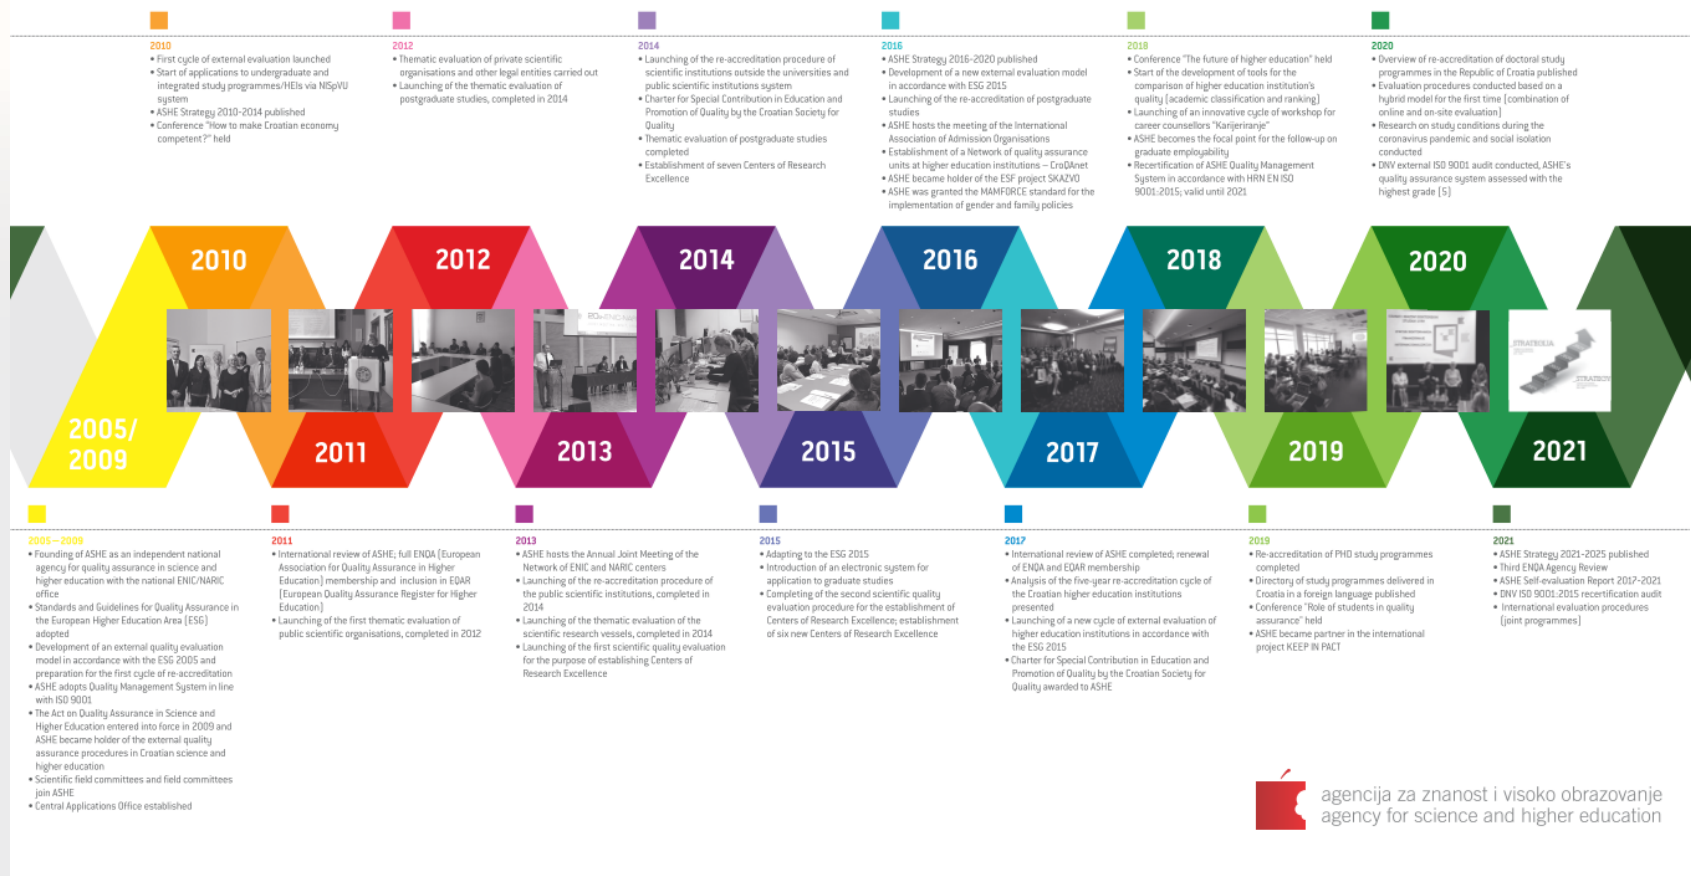 2010
• First cycle of external evaluation launched
• Start of applications to undergraduate and
integrated study programmes/HEIs via NISpVU
system
• ASHE Strategy 2010-2014 published
• Conference "How to make Croatian economy
competent?" held
2012
• Thematic evaluation of private scientific
organisations and other legal entities carried out
• Launching of the thematic evaluation of
postgraduate studies, completed in 2014
2014
• Launching of the re-accreditation procedure of
scientific institutions outside the universities and
public scientific institutions system
• Charter for Special Contribution in Education and
Promotion of Quality by the Croatian Society for
Quality
• Thematic evaluation of postgraduate studies
completed
• Establishment of seven Centers of Research
Excellence
2016
• ASHE Strategy 2016-2020 published
• Development of a new external evaluation model
in accordance with ESG 2015
• Launching of the re-accreditation of postgraduate
studies
• ASHE hosts the meeting of the International
Association of Admission Organisations
• Establishment of a Network of quality assurance
units at higher education institutions – CroQAnet
• ASHE became holder of the ESF project SKAZVO
• ASHE was granted the MAMFORCE standard for the
implementation of gender and family policies
2018
• Conference "The future of higher education" held
• Start of the development of tools for the
comparison of higher education institution's
quality (academic classification and ranking)
• Launching of an innovative cycle of workshop for
career counsellors "Karijeriranje"
• ASHE becomes the focal point for the follow-up on
graduate employability
• Recertification of ASHE Quality Management
System in accordance with HRN EN ISO
9001:2015; valid until 2021
2020
• Overview of re-accreditation of doctoral study
programmes in the Republic of Croatia published
• Evaluation procedures conducted based on a
hybrid model for the first time (combination of
online and on-site evaluation)
• Research on study conditions during the
coronavirus pandemic and social isolation
conducted
• DNV external ISO 9001 audit conducted, ASHE's
quality assurance system assessed with the
highest grade (5)
2010
2012
2014
2016
2018
2020
STRATEGIJA
STRATEGY
2005/
2009
2011
2013
2015
2017
2019
2021
2005–2009
• Founding of ASHE as an independent national
agency for quality assurance in science and
higher education with the national ENIC/NARIC
office
• Standards and Guidelines for Quality Assurance in
the European Higher Education Area (ESG)
adopted
• Development of an external quality evaluation
model in accordance with the ESG 2005 and
preparation for the first cycle of re-accreditation
• ASHE adopts Quality Management System in line
with ISO 9001
• The Act on Quality Assurance in Science and
Higher Education entered into force in 2009 and
ASHE became holder of the external quality
assurance procedures in Croatian science and
higher education
• Scientific field committees and field committees
join ASHE
• Central Applications Office established
2011
• International review of ASHE; full ENQA (European
Association for Quality Assurance in Higher
Education) membership and inclusion in EQAR
(European Quality Assurance Register for Higher
Education)
• Launching of the first thematic evaluation of
public scientific organisations, completed in 2012
2013
• ASHE hosts the Annual Joint Meeting of the
Network of ENIC and NARIC centers
• Launching of the re-accreditation procedure of
the public scientific institutions, completed in
2014
• Launching of the thematic evaluation of the
scientific research vessels, completed in 2014
• Launching of the first scientific quality evaluation
for the purpose of establishing Centers of
Research Excellence
2015
• Adapting to the ESG 2015
• Introduction of an electronic system for
application to graduate studies
• Completing of the second scientific quality
evaluation procedure for the establishment of
Centers of Research Excellence; establishment
of six new Centers of Research Excellence
2017
• International review of ASHE completed; renewal
of ENQA and EQAR membership
• Analysis of the five-year re-accreditation cycle of
the Croatian higher education institutions
presented
• Launching of a new cycle of external evaluation of
higher education institutions in accordance with
the ESG 2015
• Charter for Special Contribution in Education and
Promotion of Quality by the Croatian Society for
Quality awarded to ASHE
2019
• Re-accreditation of PHD study programmes
completed
• Directory of study programmes delivered in
Croatia in a foreign language published
• Conference "Role of students in quality
assurance" held
• ASHE became partner in the international
project KEEP IN PACT
2021
• ASHE Strategy 2021-2025 published
• Third ENQA Agency Review
• ASHE Self-evaluation Report 2017-2021
• DNV ISO 9001:2015 recertification audit
• International evaluation procedures
(joint programmes)
agencija za znanost i visoko obrazovanje
agency for science and higher education